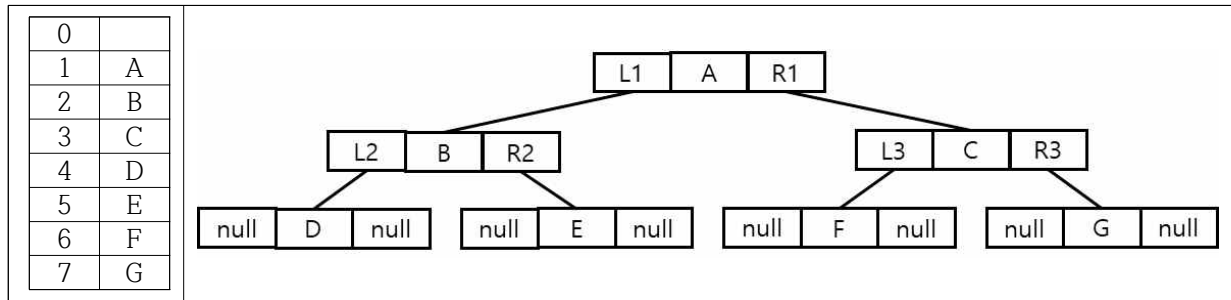 0
1 A
2 B
3 C
4 D
5 E
6 F
7 G
L1 A R1
L2 B R2
L3 C R3
null D null
null E null
null F null
null G null